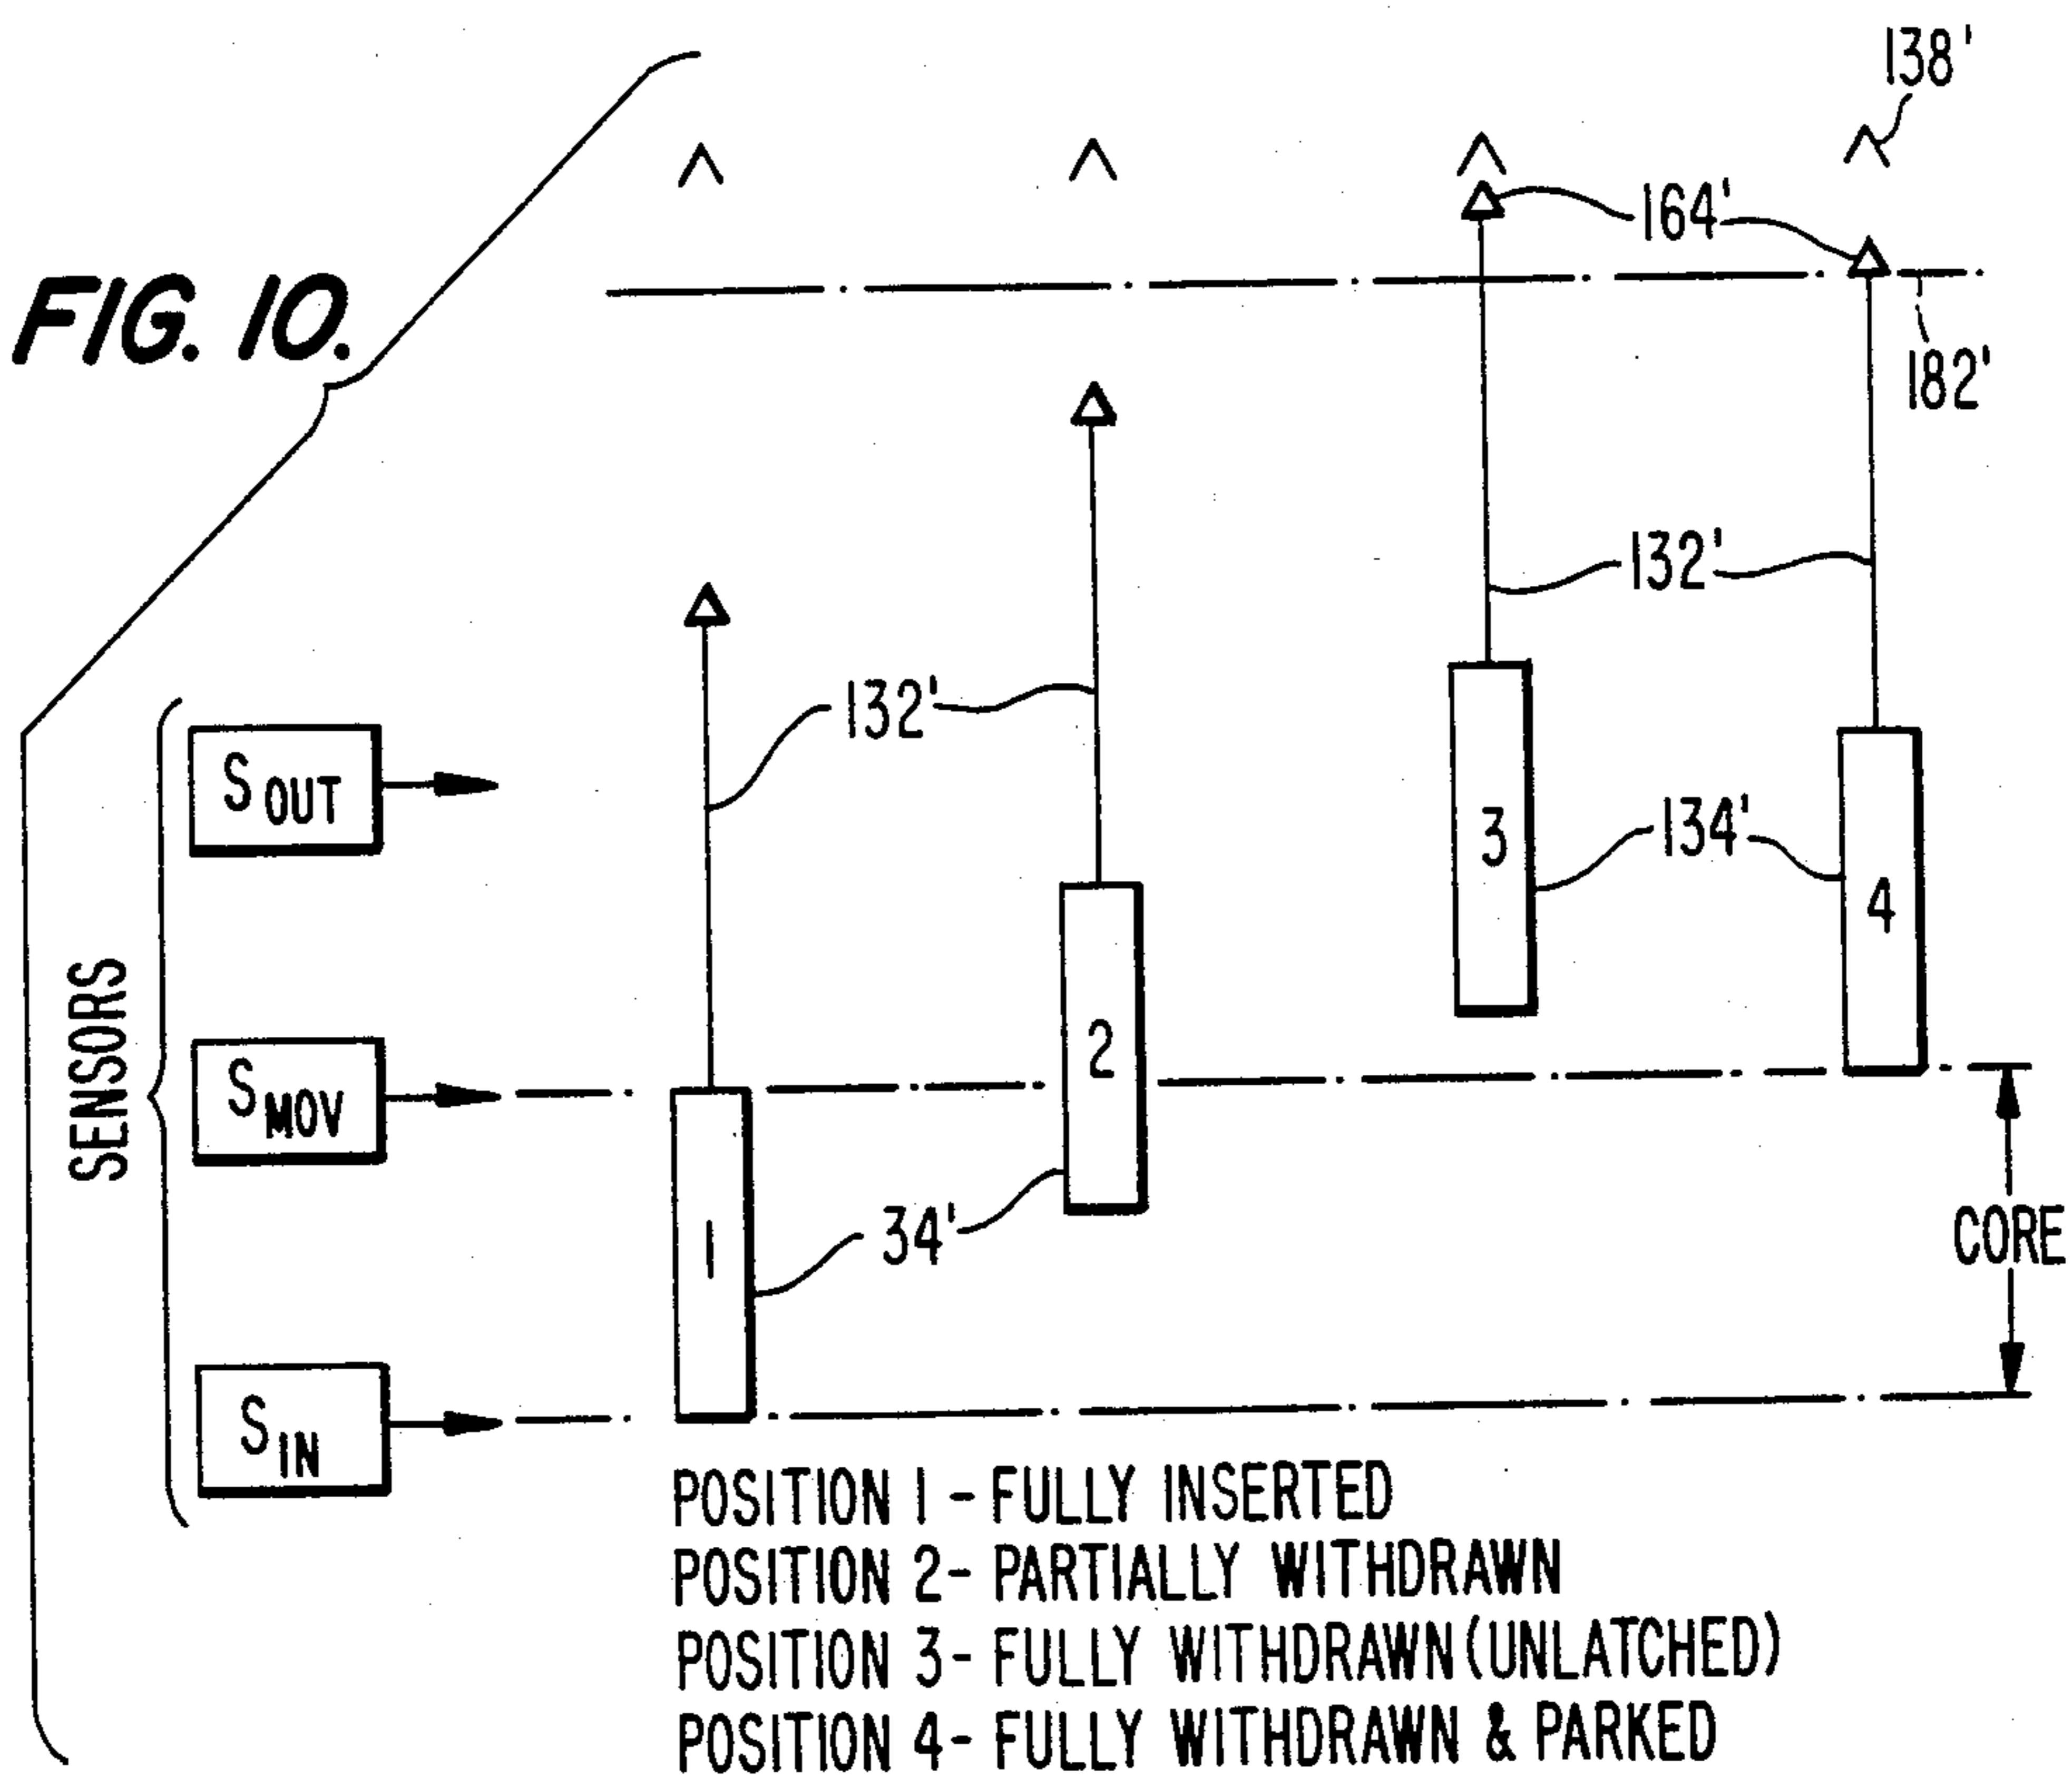 138'
164'
FIG. 10.
182'
132'
132'
S OUT
3
134'
4
SENSORS
2
S MOV
1
34'
CORE
S IN
POSITION 1 - FULLY INSERTED
POSITION 2 - PARTIALLY WITHDRAWN
POSITION 3 - FULLY WITHDRAWN (UNLATCHED)
POSITION 4 - FULLY WITHDRAWN & PARKED